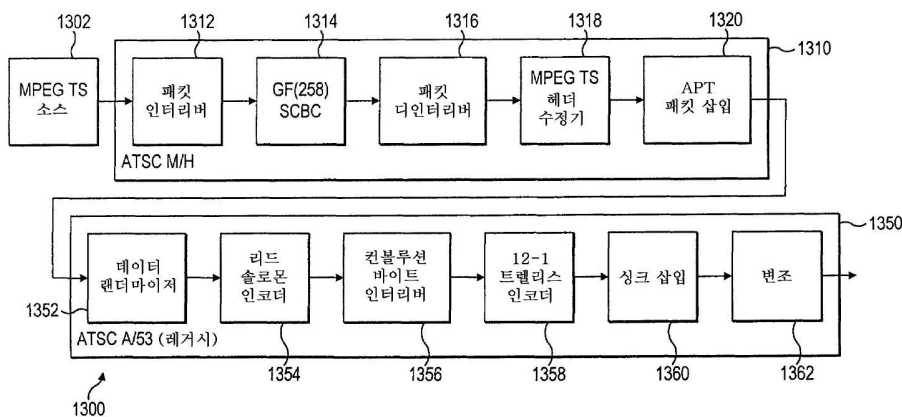 1302
1312
1314
1316
1318
1320
1310
MPEG TS
소스
패킷
인터리버
GF(258)
SCBC
패킷
디인터리버
MPEG TS
헤더
수정기
APT
패킷 삽입
ATSC M/H
1350
데이터
랜더마이저
리드
솔로몬
인코더
컨볼루션
바이트
인터리버
12-1
트렐리스
인코더
싱크 삽입
변조
1352
ATSC A/53 (레거시)
1354
1356
1358
1360
1362
1300